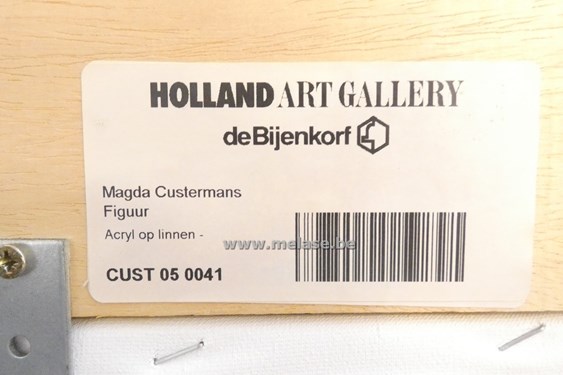 HOLLAND ART GALLERY
deBijenkorf
Magda Custermans
Figuur
Acryl op linnen -
www.melase.be
CUST 05 0041